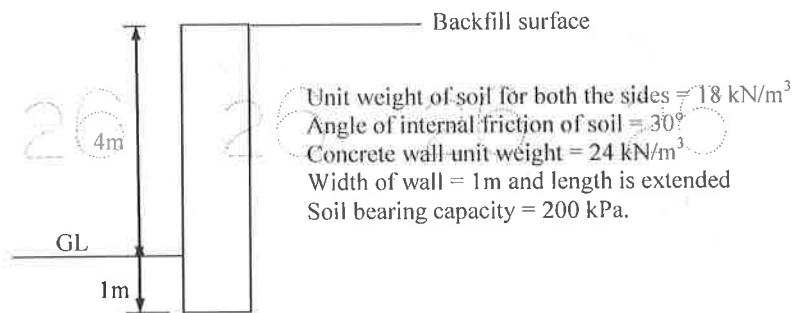 Backfill surface
Unit weight of soil for both the sides = 18 kN/m³
Angle of internal friction of soil = 30°
4m
Concrete wall unit weight = 24 kN/m³
Width of wall = 1m and length is extended
Soil bearing capacity = 200 kPa.
GL
1m